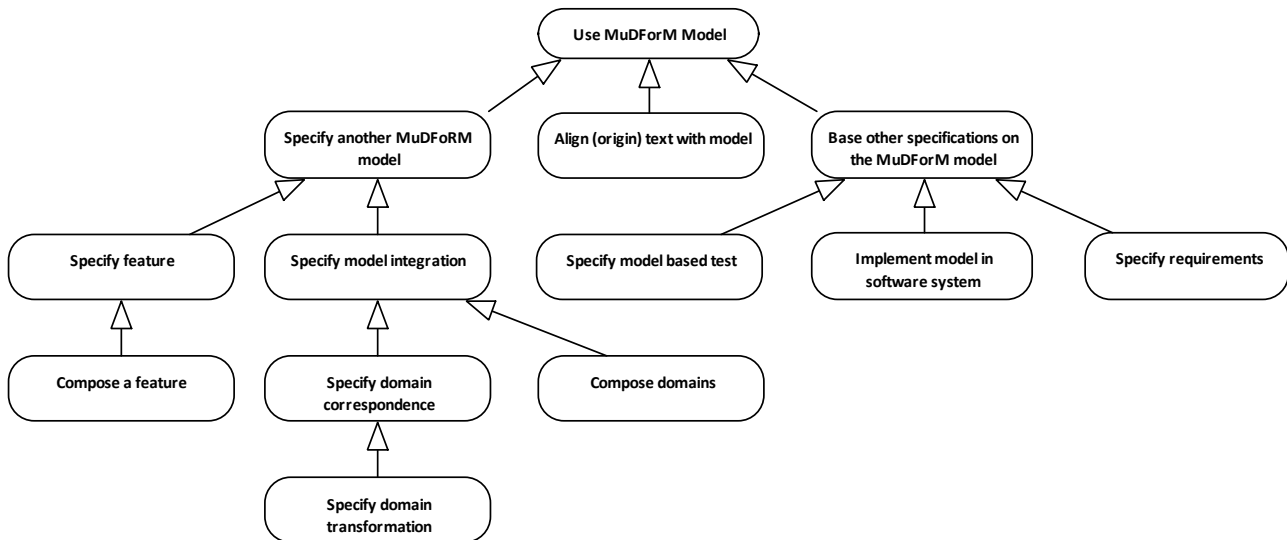 Use MuDForM Model
Specify another MuDFoRM
model
Align (origin) text with model
Base other specifications on
the MuDForM model
Specify feature
Specify model integration
Specify model based test
Implement model in
software system
Specify requirements
Compose a feature
Specify domain
correspondence
Compose domains
Specify domain
transformation